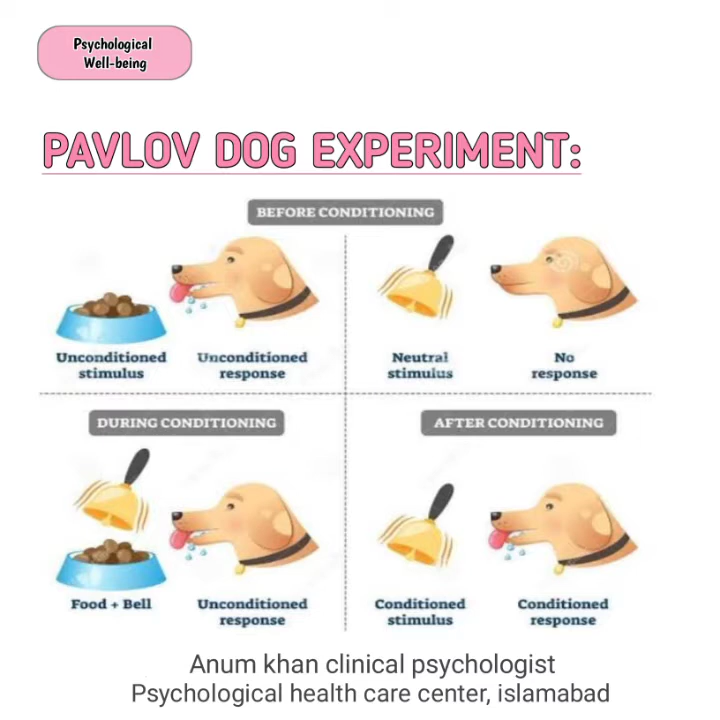 Psychological
Well-being
PAVLOV DOG EXPERIMENT:
BEFORE CONDITIONING
Unconditioned
stimulus
Unconditioned
response
Neutral
stimulus
No
response
DURING CONDITIONING
AFTER CONDITIONING
Food + Bell
Unconditioned
response
Conditioned
stimulus
Conditioned
response
Anum khan clinical psychologist
Psychological health care center, islamabad